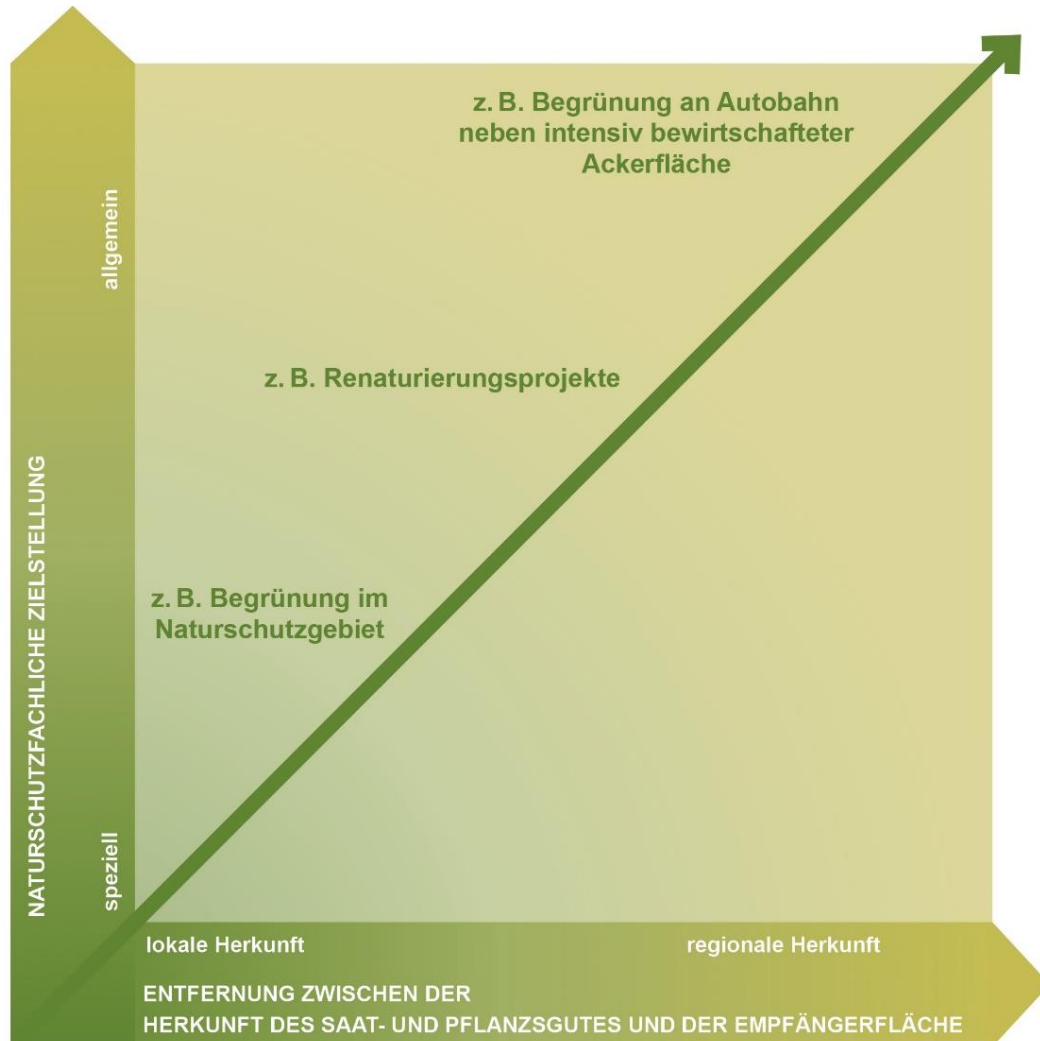 z. B. Begrünung an Autobahn
neben intensiv bewirtschafteter
Ackerfläche
allgemein
z. B. Renaturierungsprojekte
NATURSCHUTZFACHLICHE ZIELSTELLUNG
z. B. Begrünung im
Naturschutzgebiet
speziell
lokale Herkunft
regionale Herkunft
ENTFERNUNG ZWISCHEN DER
HERKUNFT DES SAAT- UND PFLANZSGUTES UND DER EMPFÄNGERFLÄCHE